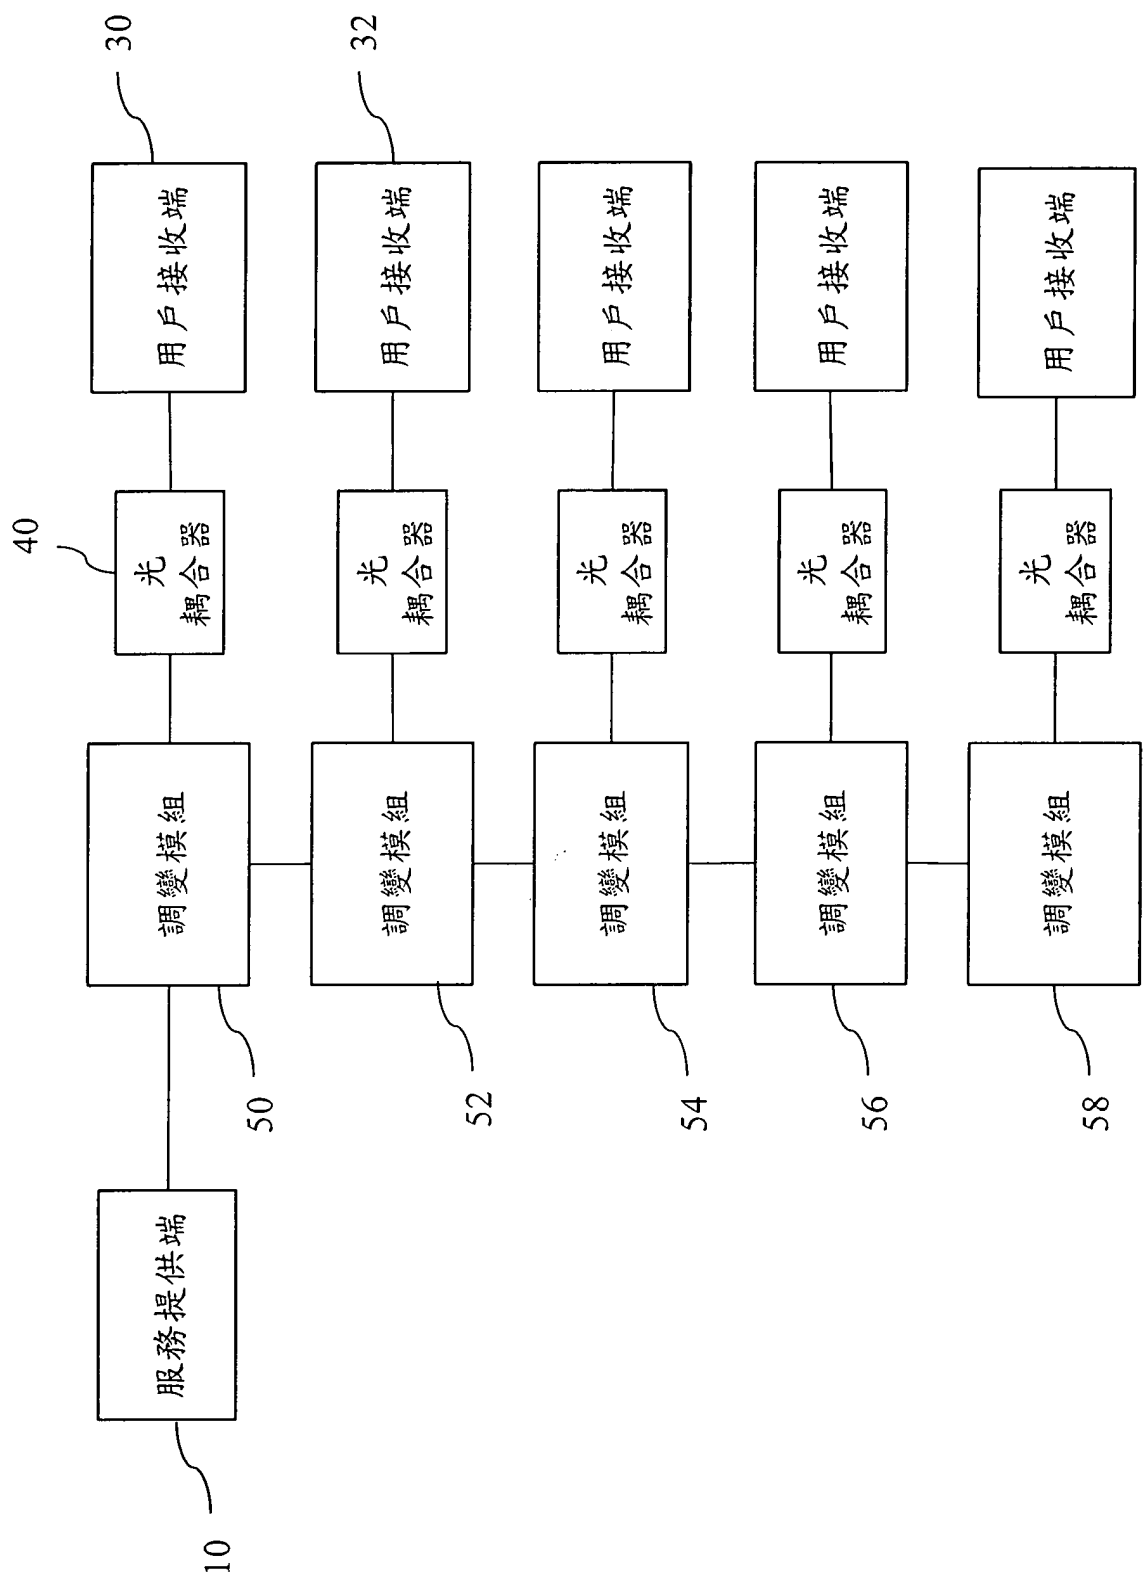 30
32
用戶接收端
用戶接收端
用戶接收端
用戶接收端
用戶接收端
40
光
耦合器
光
耦合器
光
耦合器
光
耦合器
光
耦合器
調變模組
調變模組
調變模組
調變模組
調變模組
50
52
54
56
58
服務提供端
10